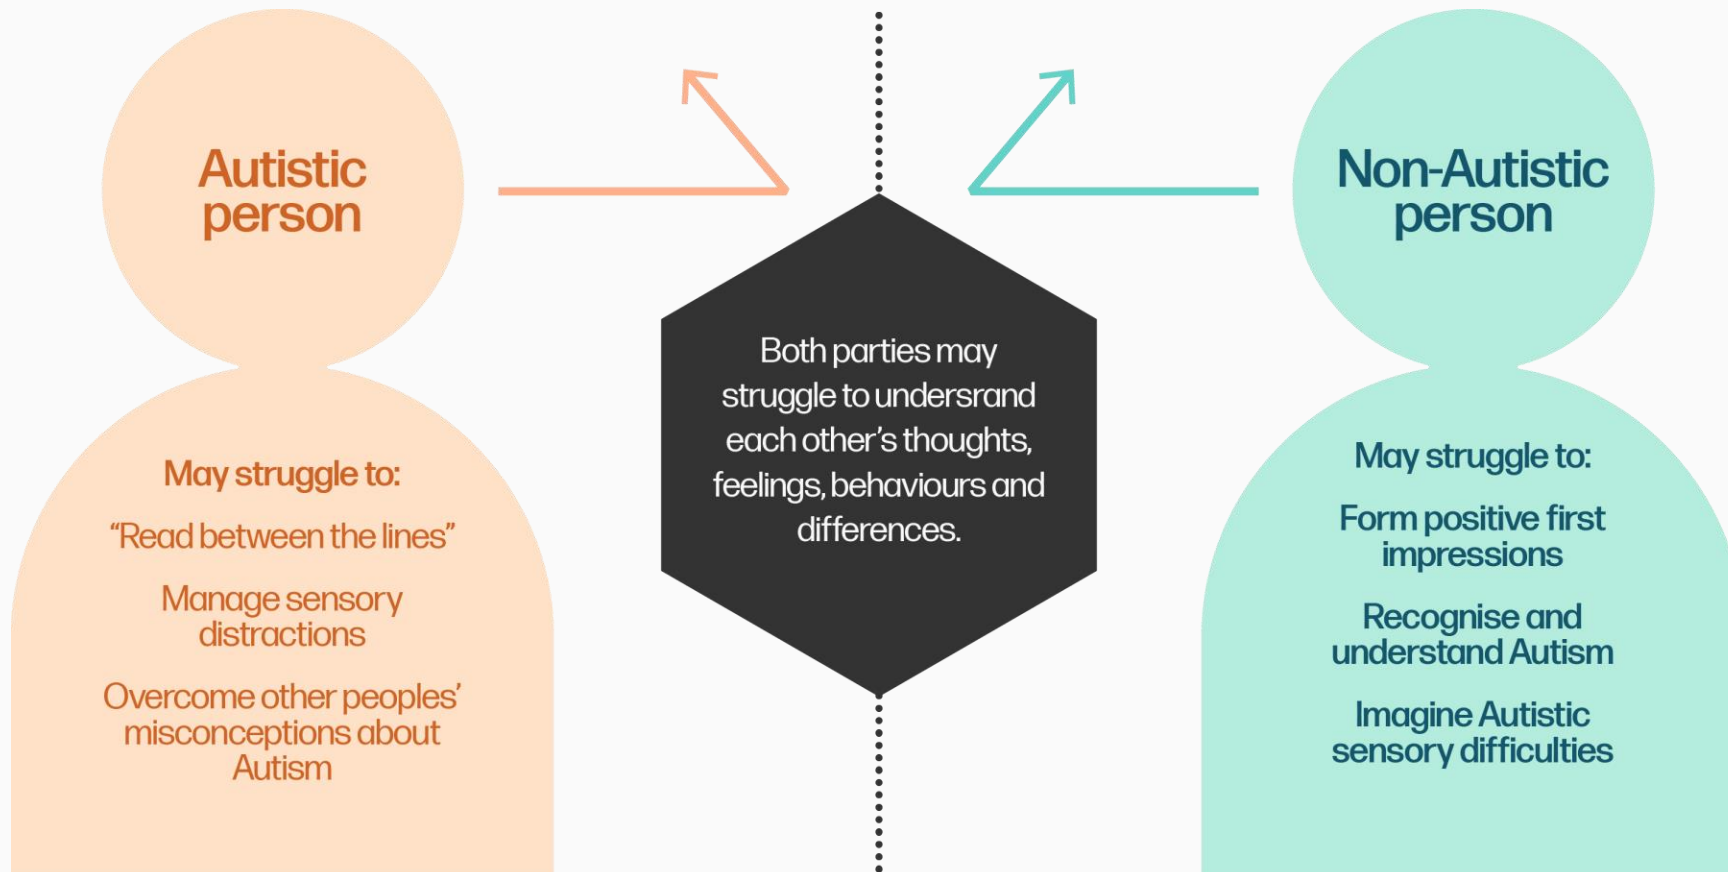 Autistic
person
May struggle to:
“Read between the lines”
Manage sensory
distractions
Overcome other peoples’
misconceptions about
Autism
Both parties may
struggle to undersrand
each other’s thoughts,
feelings, behaviours and
differences.
Non-Autistic
person
May struggle to:
Form positive first
impressions
Recognise and
understand Autism
Imagine Autistic
sensory difficulties